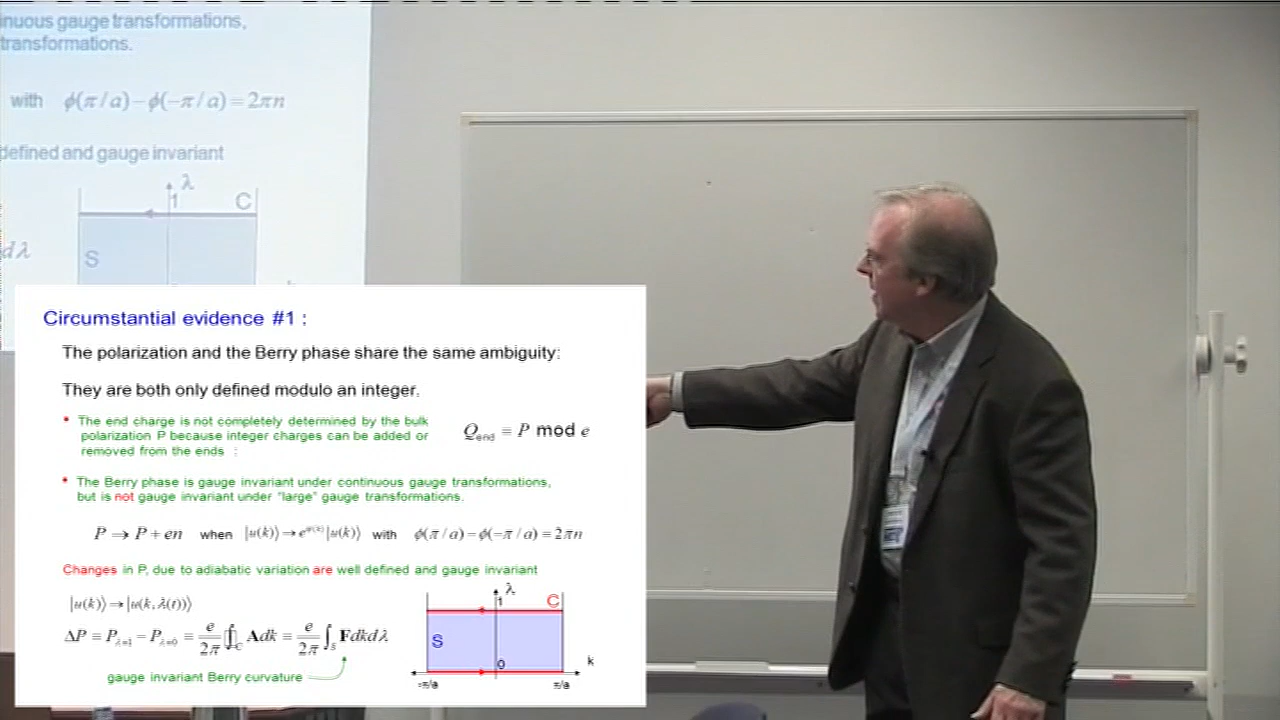 inuous gauge transformations,
transformations.
with ϕ(π/a)−ϕ(−π/a)=2πn
defined and gauge invariant
λ
1
C
dλ
S
Circumstantial evidence #1 :
The polarization and the Berry phase share the same ambiguity:
They are both only defined modulo an integer.
• The end charge is not completely determined by the bulk
polarization P because integer charges can be added or
removed from the ends :
Q_end = P mod e
• The Berry phase is gauge invariant under continuous gauge transformations,
but is not gauge invariant under "large" gauge transformations.
P → P + en when |u(k)⟩ → e^{iϕ(k)}|u(k)⟩ with ϕ(π/a)−ϕ(−π/a)=2πn
Changes in P, due to adiabatic variation are well defined and gauge invariant
|u(k)⟩ → |u(k,λ(t))⟩
ΔP = P_{λ=1} − P_{λ=0} = e/2π ∮_C A dk = e/2π ∫_S F dk dλ
gauge invariant Berry curvature
λ
1
C
S
0
k
-π/a
π/a